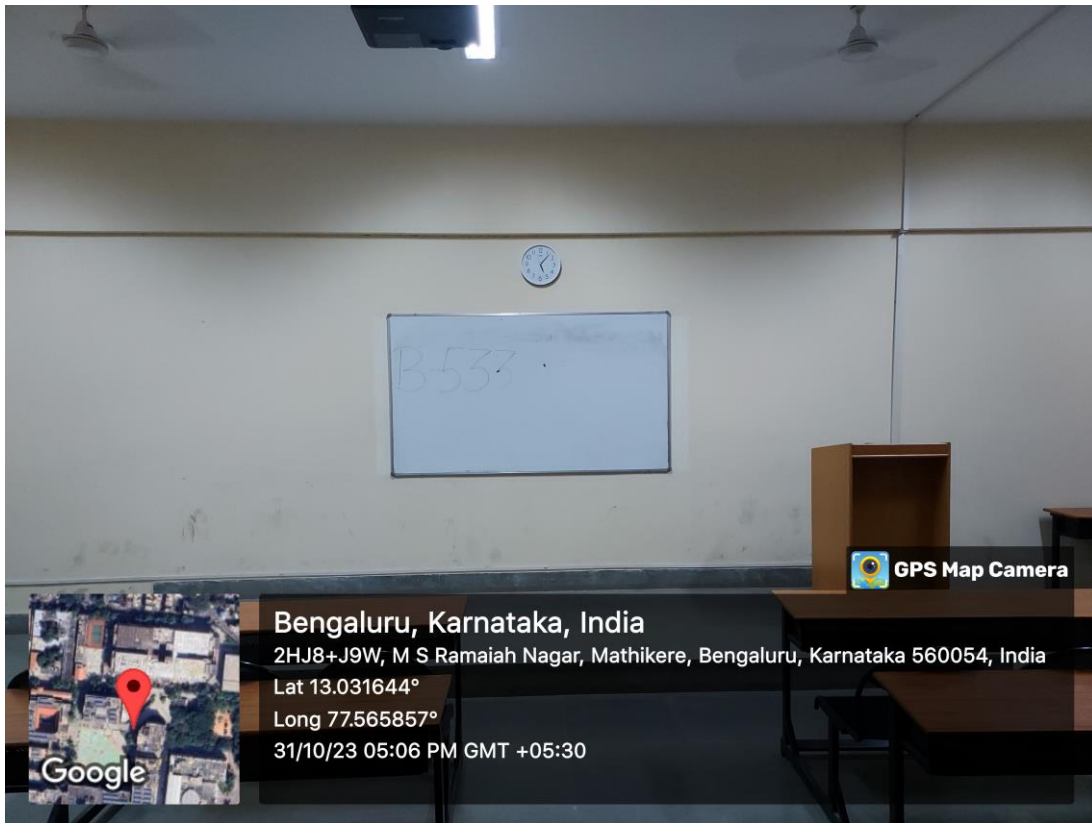 B-533
GPS Map Camera
Bengaluru, Karnataka, India
2HJ8+J9W, M S Ramaiah Nagar, Mathikere, Bengaluru, Karnataka 560054, India
Lat 13.031644°
Long 77.565857°
31/10/23 05:06 PM GMT +05:30
Google